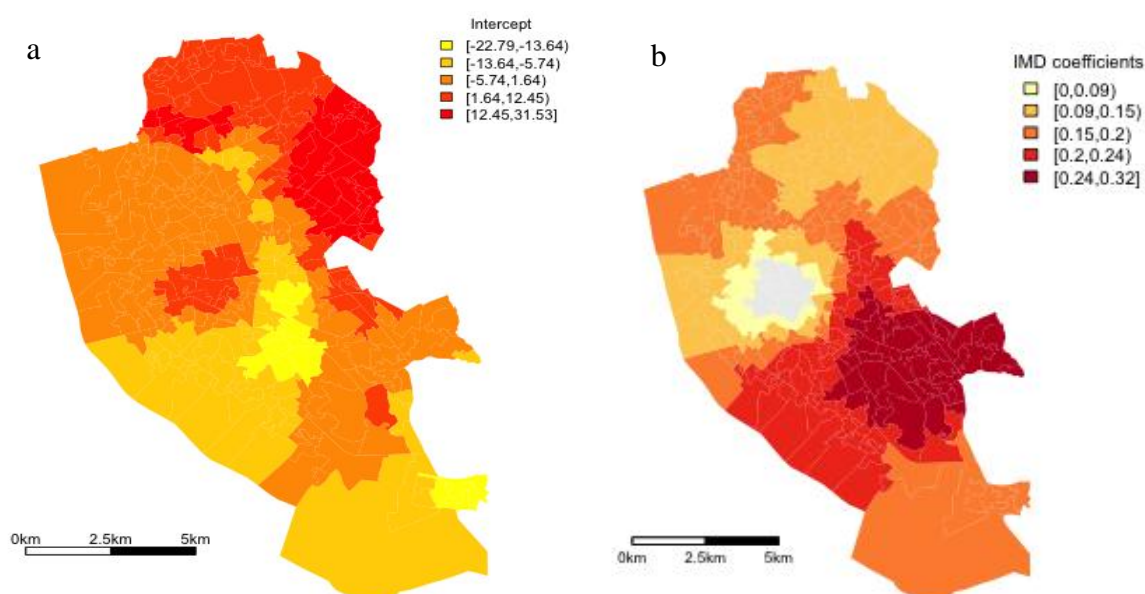 a
Intercept
[-22.79,-13.64)
[-13.64,-5.74)
[-5.74,1.64)
[1.64,12.45)
[12.45,31.53]
0km 2.5km 5km
b
IMD coefficients
[0,0.09)
[0.09,0.15)
[0.15,0.2)
[0.2,0.24)
[0.24,0.32]
0km 2.5km 5km